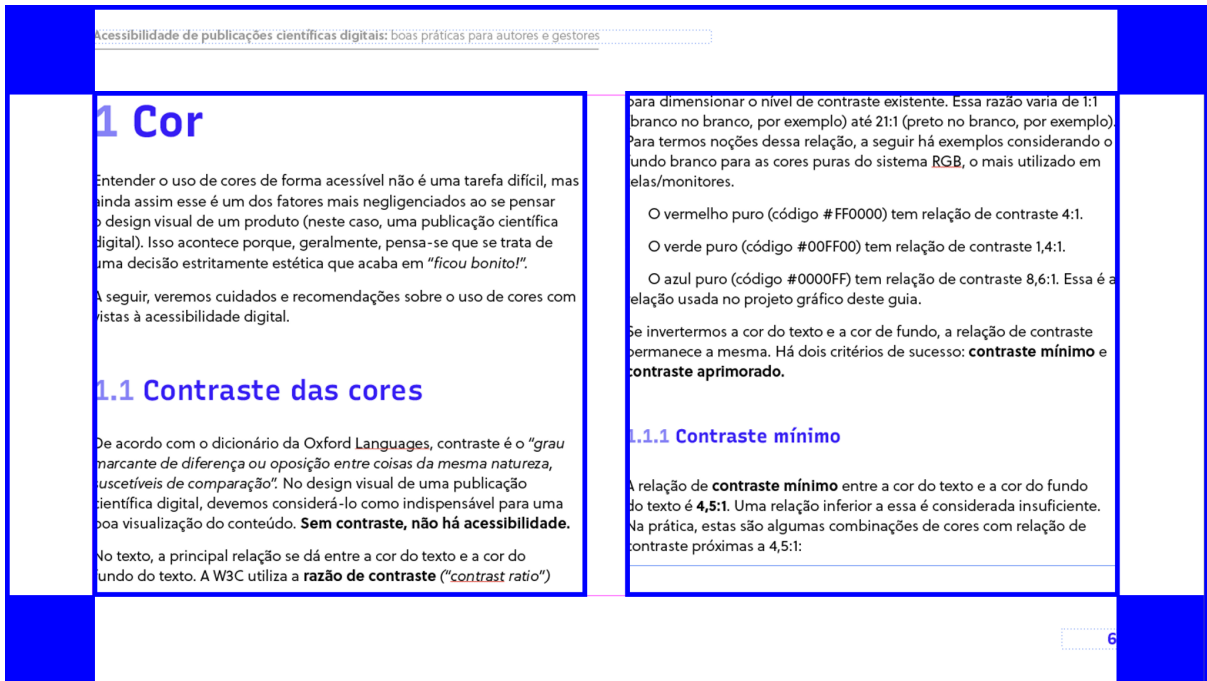 Acessibilidade de publicações científicas digitais: boas práticas para autores e gestores
1 Cor
Entender o uso de cores de forma acessível não é uma tarefa difícil, mas
ainda assim esse é um dos fatores mais negligenciados ao se pensar
o design visual de um produto (neste caso, uma publicação científica
digital). Isso acontece porque, geralmente, pensa-se que se trata de
uma decisão estritamente estética que acaba em “ficou bonito!”.
A seguir, veremos cuidados e recomendações sobre o uso de cores com
vistas à acessibilidade digital.
1.1 Contraste das cores
De acordo com o dicionário da Oxford Languages, contraste é o “grau
marcante de diferença ou oposição entre coisas da mesma natureza,
suscetíveis de comparação”. No design visual de uma publicação
científica digital, devemos considerá-lo como indispensável para uma
boa visualização do conteúdo. Sem contraste, não há acessibilidade.
No texto, a principal relação se dá entre a cor do texto e a cor do
fundo do texto. A W3C utiliza a razão de contraste (“contrast ratio”)
para dimensionar o nível de contraste existente. Essa razão varia de 1:1
(branco no branco, por exemplo) até 21:1 (preto no branco, por exemplo).
Para termos noções dessa relação, a seguir há exemplos considerando o
fundo branco para as cores puras do sistema RGB, o mais utilizado em
telas/monitores.
O vermelho puro (código #FF0000) tem relação de contraste 4:1.
O verde puro (código #00FF00) tem relação de contraste 1,4:1.
O azul puro (código #0000FF) tem relação de contraste 8,6:1. Essa é a
relação usada no projeto gráfico deste guia.
Se invertermos a cor do texto e a cor de fundo, a relação de contraste
permanece a mesma. Há dois critérios de sucesso: contraste mínimo e
contraste aprimorado.
1.1.1 Contraste mínimo
A relação de contraste mínimo entre a cor do texto e a cor do fundo
do texto é 4,5:1. Uma relação inferior a essa é considerada insuficiente.
Na prática, estas são algumas combinações de cores com relação de
contraste próximas a 4,5:1:
6